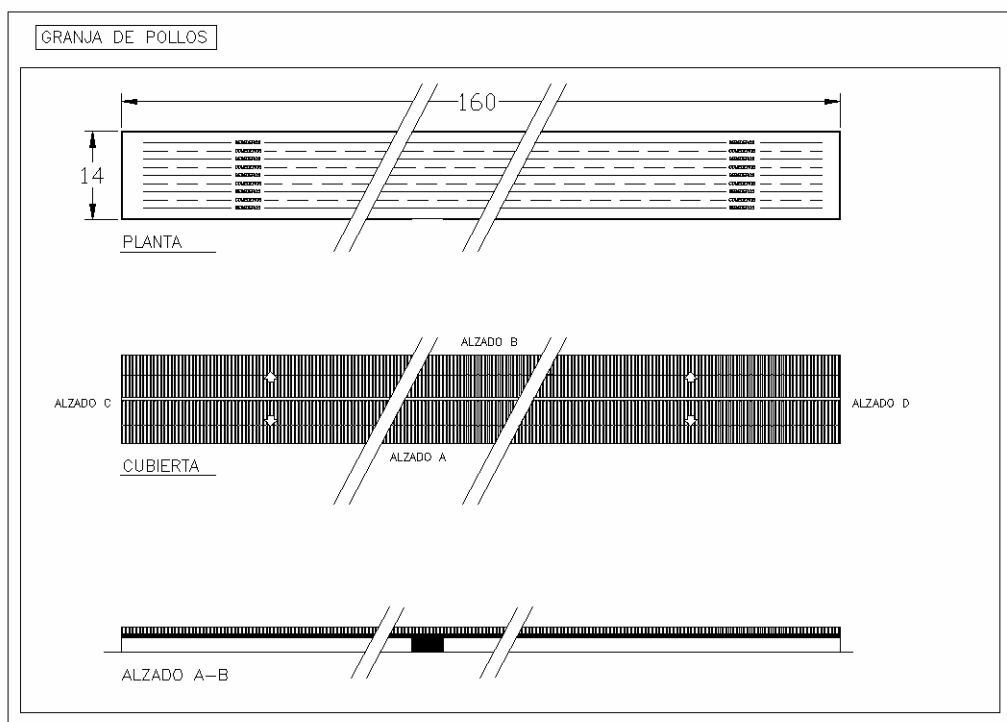 GRANJA DE POLLOS
160
14
PLANTA
ALZADO B
ALZADO C
ALZADO D
ALZADO A
CUBIERTA
ALZADO A-B